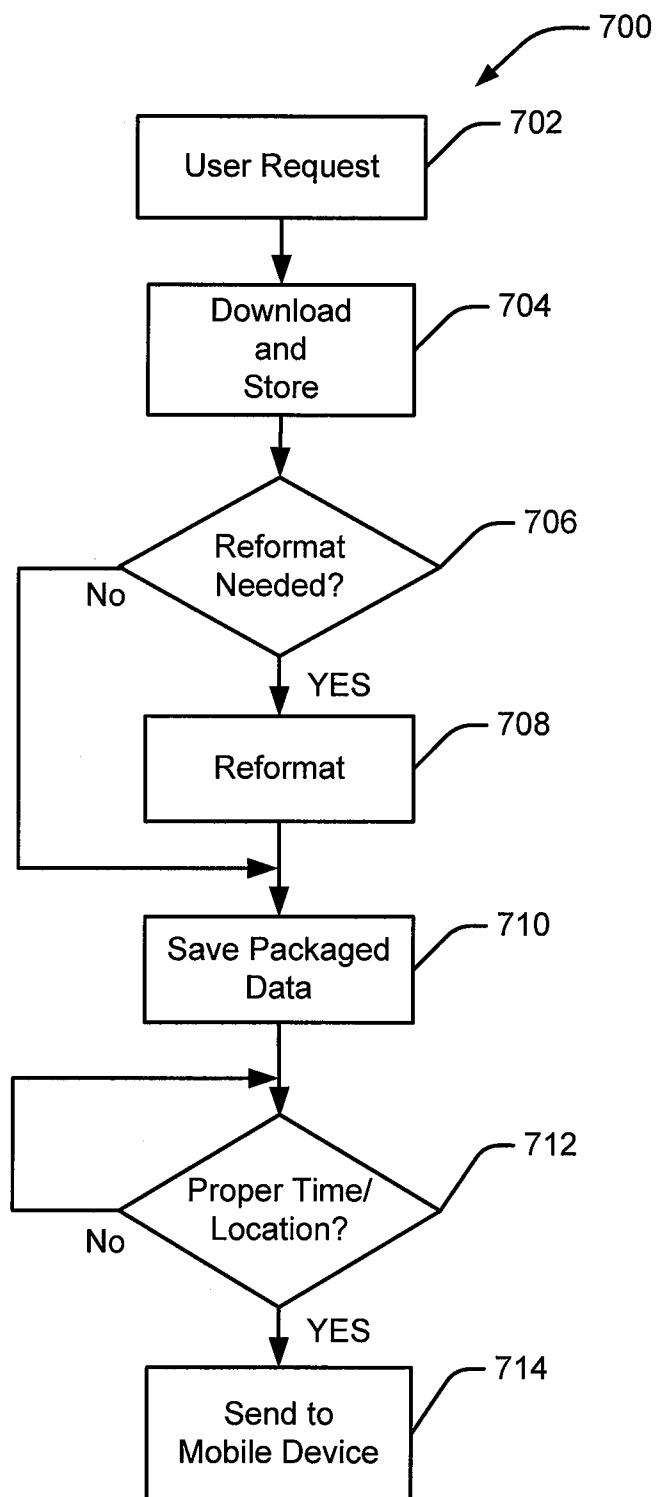 700
702
User Request
704
Download
and
Store
706
Reformat
Needed?
No
YES
708
Reformat
710
Save Packaged
Data
712
Proper Time/
Location?
No
YES
714
Send to
Mobile Device